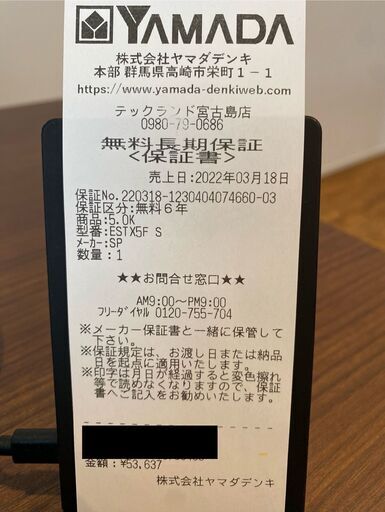 YAMADA
株式会社ヤマダデンキ
本部 群馬県高崎市栄町1-1
https://www.yamada-denkiweb.com
テックランド宮古島店
0980-79-0686
無料長期保証
<保証書>
売上日:2022年03月18日
保証No.220318-1230404074660-03
保証区分:無料6年
商品:5.0K
型番:ESTX5F S
メーカー:SP
数量:1
★★お問合せ窓口★★
AM9:00~PM9:00
フリーダイヤル 0120-755-704
※メーカー保証書と一緒に保管して
下さい。
※保証規定は、お渡し日または納品
日を起点に適用いたします。
※印字は月日が経過すると変色擦れ
等で読めなくなりますので、保証
書へご記入をお勧めいたします。
金額:¥53,637
株式会社ヤマダデンキ